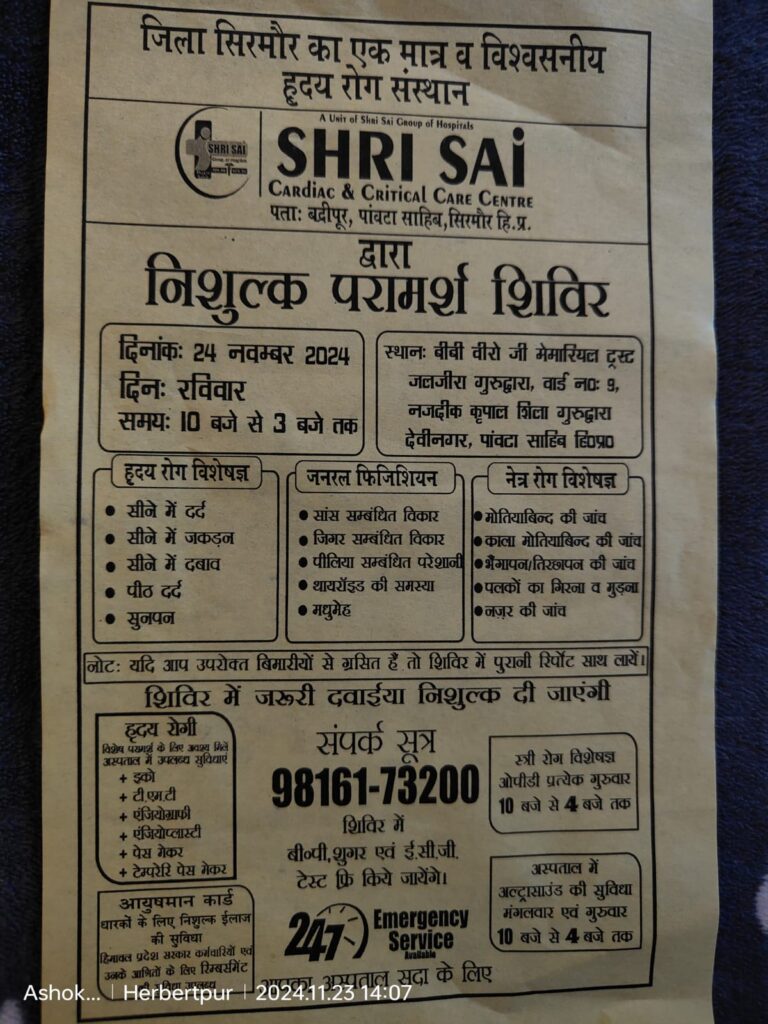 जिला सिरमौर का एक मात्र व विश्वसनीय
हृदय रोग संस्थान
A Unit of Shri Sai Group of Hospitals
SHRI SAI
SHRI SAi
CARDIAC & CRITICAL CARE CENTRE
पताः बद्रीपूर, पांवटा साहिब,सिरमौर हि.प्र.
द्वारा
निशुल्क परामर्श शिविर
दिनांकः 24 नवम्बर 2024
दिनः रविवार
समयः 10 बजे से 3 बजे तक
स्थानः बीबी वीरो जी मेमोरियल ट्रस्ट
जलजीरा गुरुद्वारा, वार्ड न0ः 9,
नजदीक कृपाल शिला गुरुद्वारा
देवीनगर, पांवटा साहिब हि0प्र0
हृदय रोग विशेषज्ञ
• सीने में दर्द
• सीने में जकड़न
• सीने में दबाव
• पीठ दर्द
• सुनपन
जनरल फिजिशियन
• सांस सम्बंधित विकार
• जिगर सम्बंधित विकार
• पीलिया सम्बंधित परेशानी
• थायरॉइड की समस्या
• मधुमेह
नेत्र रोग विशेषज्ञ
• मोतियाबिन्द की जांच
• काला मोतियाबिन्द की जांच
• भैंगापन/तिरछापन की जांच
• पलकों का गिरना व मुड़ना
• नज़र की जांच
नोटः यदि आप उपरोक्त बिमारीयों से ग्रसित हैं तो शिविर में पुरानी रिर्पोट साथ लायें।
शिविर में जरूरी दवाईया निशुल्क दी जाएंगी
हृदय रोगी
विशेष परामर्श के लिए अवश्य मिलें
अस्पताल में उपलब्ध सुविधाएं
+ इको
+ टी.एम.टी
+ एंजियोग्राफी
+ एंजियोप्लास्टी
+ पेस मेकर
+ टेम्परेरि पेस मेकर
संपर्क सूत्र
98161-73200
शिविर में
बी०पी,शुगर एवं ई.सी.जी.
टेस्ट फ्रि किये जायेंगे।
स्त्री रोग विशेषज्ञ
ओपीडी प्रत्येक गुरुवार
10 बजे से 4 बजे तक
आयुषमान कार्ड
धारकों के लिए निशुल्क ईलाज
की सुविधा
हिमाचल प्रदेश सरकार कर्मचारियों एवं
उनके आश्रितों के लिए रिम्बर्समेंट
की सुविधा उपलब्ध
24/7 Emergency
Service
Available
आपका अस्पताल सदा के लिए
अस्पताल में
अल्ट्रासाउंड की सुविधा
मंगलवार एवं गुरुवार
10 बजे से 4 बजे तक
Ashok... | Herbertpur | 2024.11.23 14:07